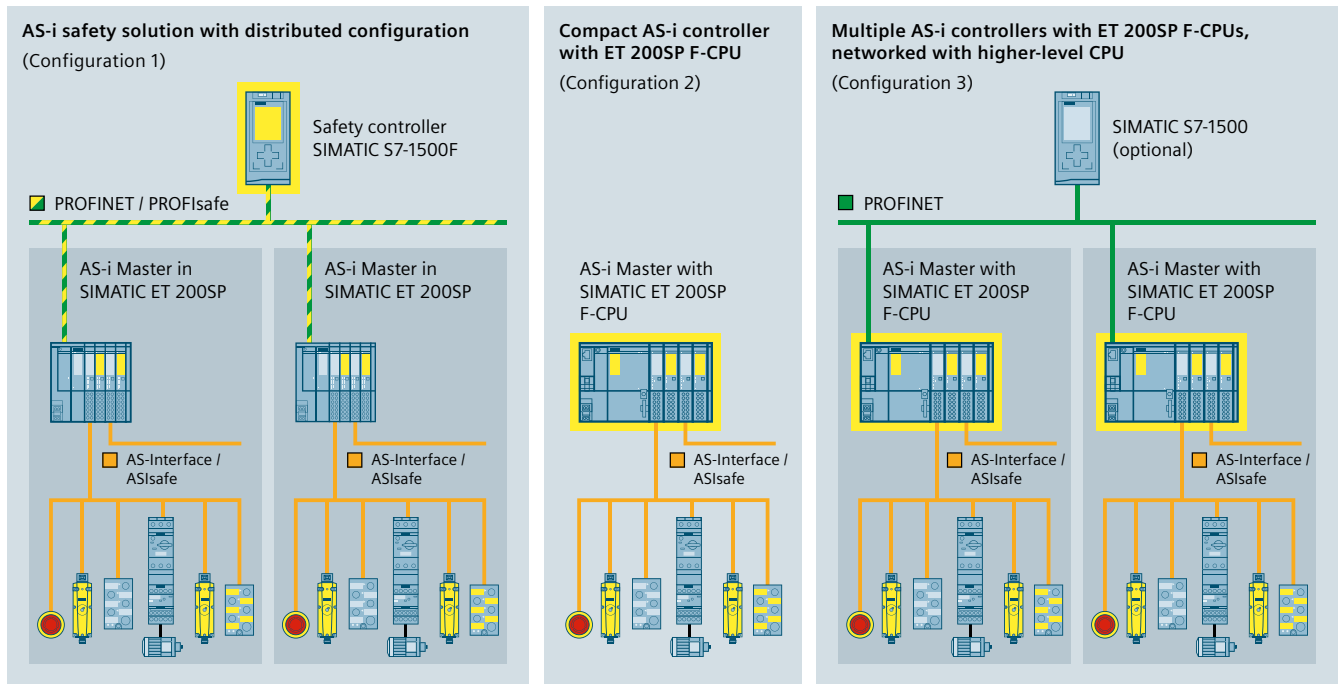 AS-i safety solution with distributed configuration
(Configuration 1)
Safety controller
SIMATIC S7-1500F
PROFINET / PROFIsafe
AS-i Master in
SIMATIC ET 200SP
AS-i Master in
SIMATIC ET 200SP
AS-Interface /
ASIsafe
AS-Interface /
ASIsafe
Compact AS-i controller
with ET 200SP F-CPU
(Configuration 2)
AS-i Master with
SIMATIC ET 200SP
F-CPU
AS-Interface /
ASIsafe
Multiple AS-i controllers with ET 200SP F-CPUs,
networked with higher-level CPU
(Configuration 3)
SIMATIC S7-1500
(optional)
PROFINET
AS-i Master with
SIMATIC ET 200SP
F-CPU
AS-i Master with
SIMATIC ET 200SP
F-CPU
AS-Interface /
ASIsafe
AS-Interface /
ASIsafe